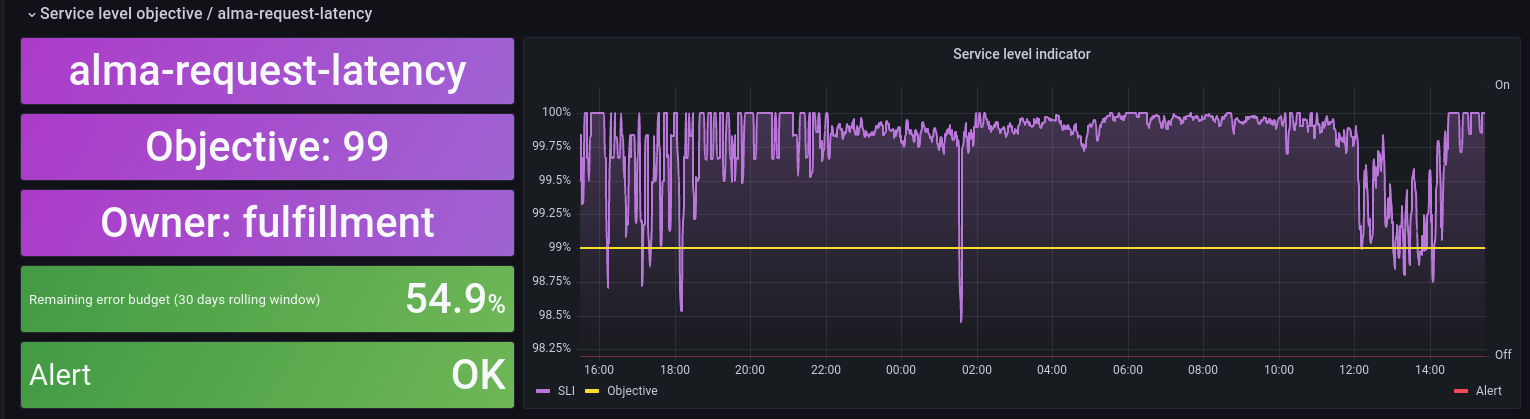 Service level objective / alma-request-latency
alma-request-latency
Objective: 99
Owner: fulfillment
Remaining error budget (30 days rolling window) 54.9%
Alert OK
Service level indicator
On
100%
99.75%
99.5%
99.25%
99%
98.75%
98.5%
98.25%
Off
16:00 18:00 20:00 22:00 00:00 02:00 04:00 06:00 08:00 10:00 12:00 14:00
SLI Objective Alert